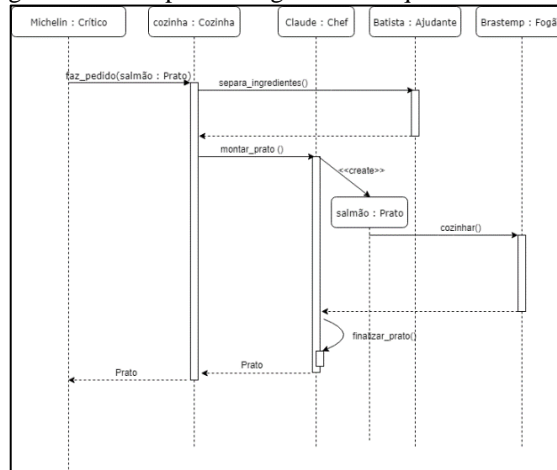 Michelin : Crítico
cozinha : Cozinha
Claude : Chef
Batista : Ajudante
Brastemp : Fogã
faz_pedido(salmão : Prato)
separa_ingredientes()
montar_prato ()
<<create>>
salmão : Prato
cozinhar()
finalizar_prato()
Prato
Prato